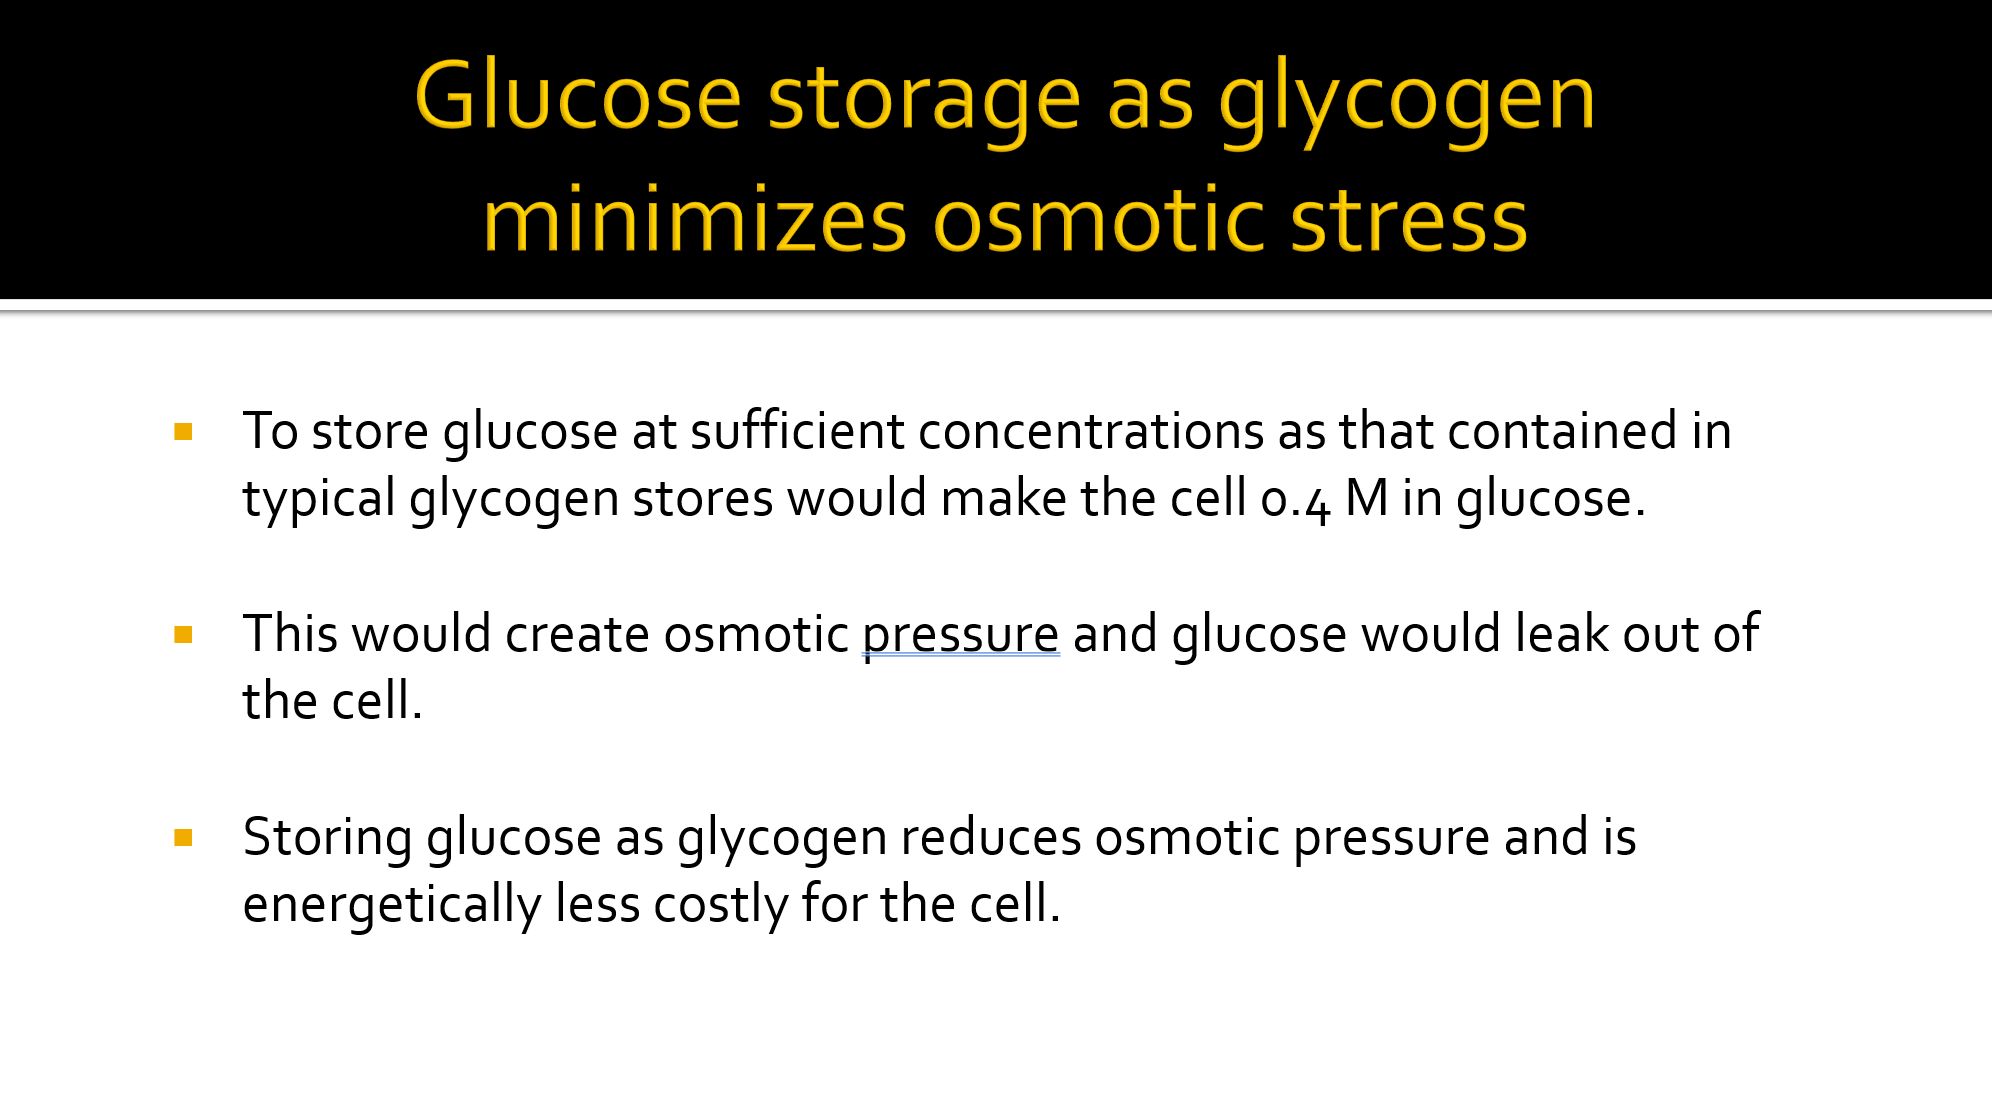 Glucose storage as glycogen
minimizes osmotic stress
To store glucose at sufficient concentrations as that contained in
typical glycogen stores would make the cell 0.4 M in glucose.
This would create osmotic pressure and glucose would leak out of
the cell.
Storing glucose as glycogen reduces osmotic pressure and is
energetically less costly for the cell.